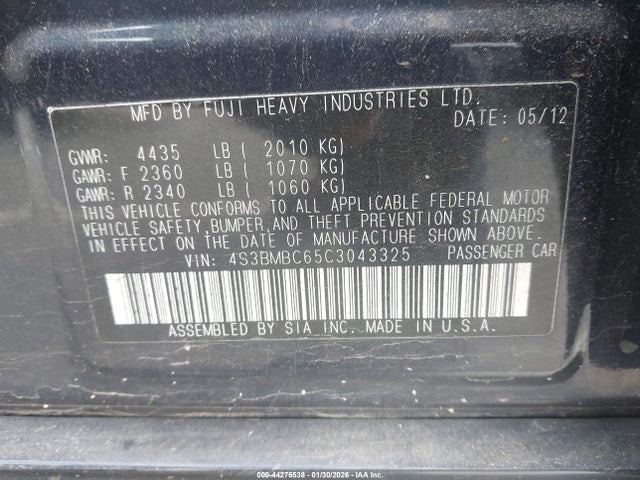 MFD BY FUJI HEAVY INDUSTRIES LTD.
DATE: 05/12
GVWR: 4435 LB ( 2010 KG)
GAWR: F 2360 LB ( 1070 KG)
GAWR: R 2340 LB ( 1060 KG)
THIS VEHICLE CONFORMS TO ALL APPLICABLE FEDERAL MOTOR
VEHICLE SAFETY, BUMPER, AND THEFT PREVENTION STANDARDS
IN EFFECT ON THE DATE OF MANUFACTURE SHOWN ABOVE.
VIN: 4S3BMBC65C3043325 PASSENGER CAR
ASSEMBLED BY SIA INC. MADE IN U.S.A.
000-44276538 - 01/30/2026 - IAA Inc.